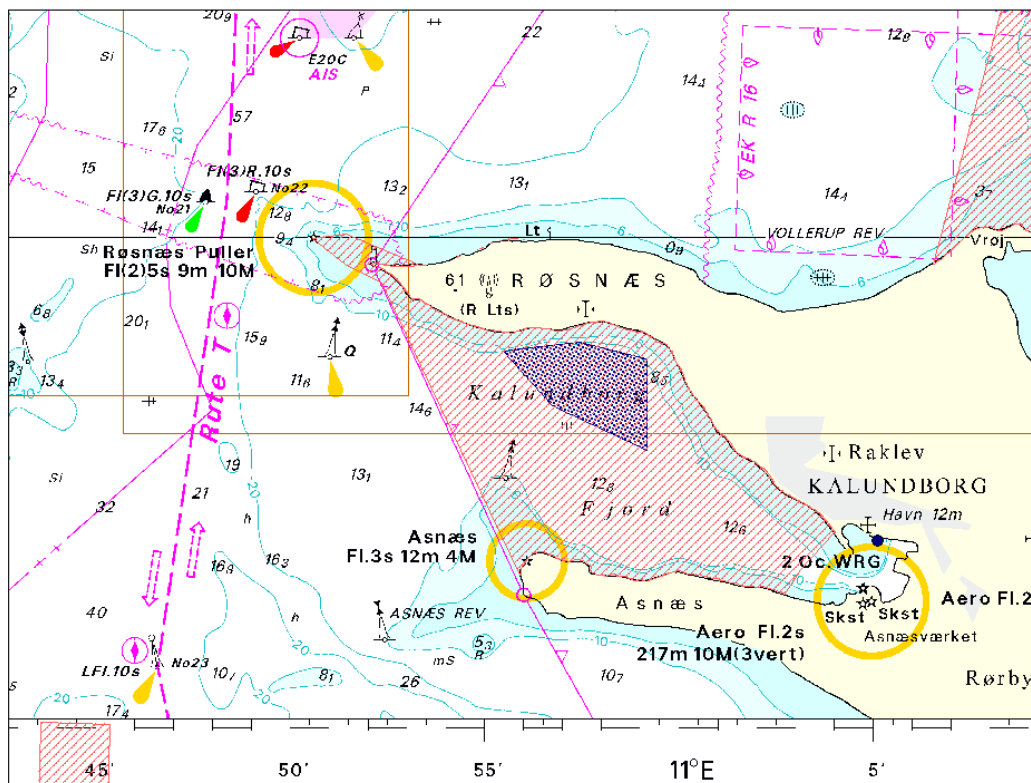 20₉
22
12₈
Si
E20C
AIS
P
14₄
2
57
17₆
EK R 16
15
Fl(3)R.10s
No22
13₂
13₁
14₄
3₇
Fl(3)G.10s
No21
12₈
14₁
9₄
Lt
0₉
VOLLERUP REV
Vroj
Sh
Røsnæs Puller
Fl(2)5s 9m 10M
8₁
61
RØSNÆS
(R Lts)
6₈
20₁
15₉
Q
11₄
13₄
R
11₆
8₅
Rute T
14₆
Kalundborg
19
13₁
Raklev
Si
21
12₈
KALUNDBORG
32
h
Fjord
12₆
Havn 12m
Asnæs
Fl.3s 12m 4M
16₈
16₃
2 Oc.WRG
40
h
ASNÆS REV
Asnæs
Skst
Skst
Aero Fl.2
Asnæsværket
Aero Fl.2s
217m 10M(3vert)
5₃
R
mS
No23
LFl.10s
10₇
8₁
26
10₇
Rørby
17₄
45'
50'
55'
11°E
5'